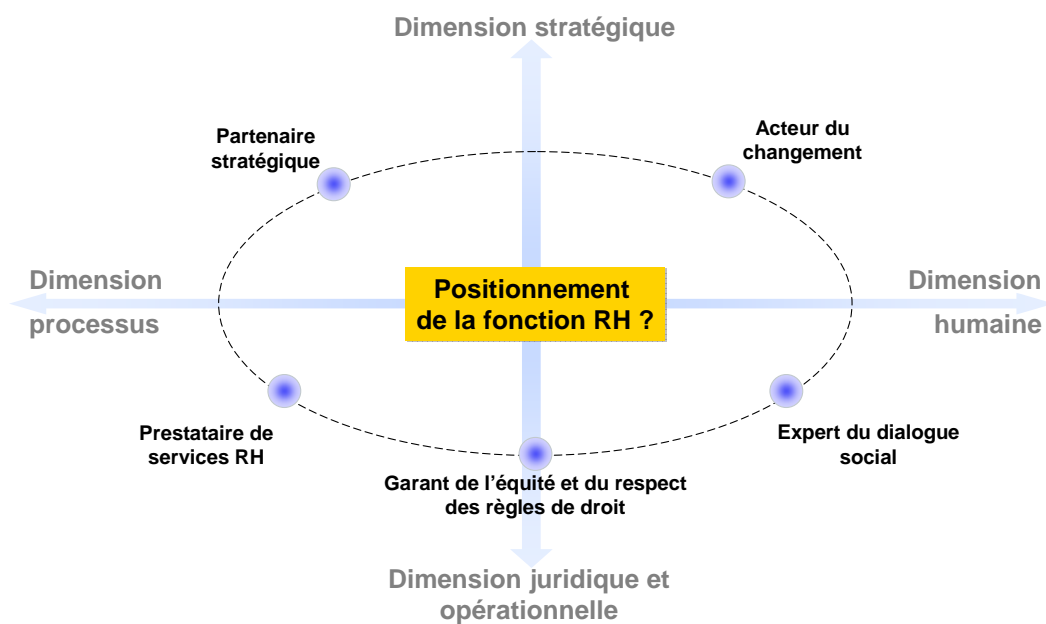 Dimension stratégique
Partenaire
stratégique
Acteur du
changement
Dimension
processus
Positionnement
de la fonction RH ?
Dimension
humaine
Prestataire de
services RH
Garant de l'équité et du respect
des règles de droit
Expert du dialogue
social
Dimension juridique et
opérationnelle